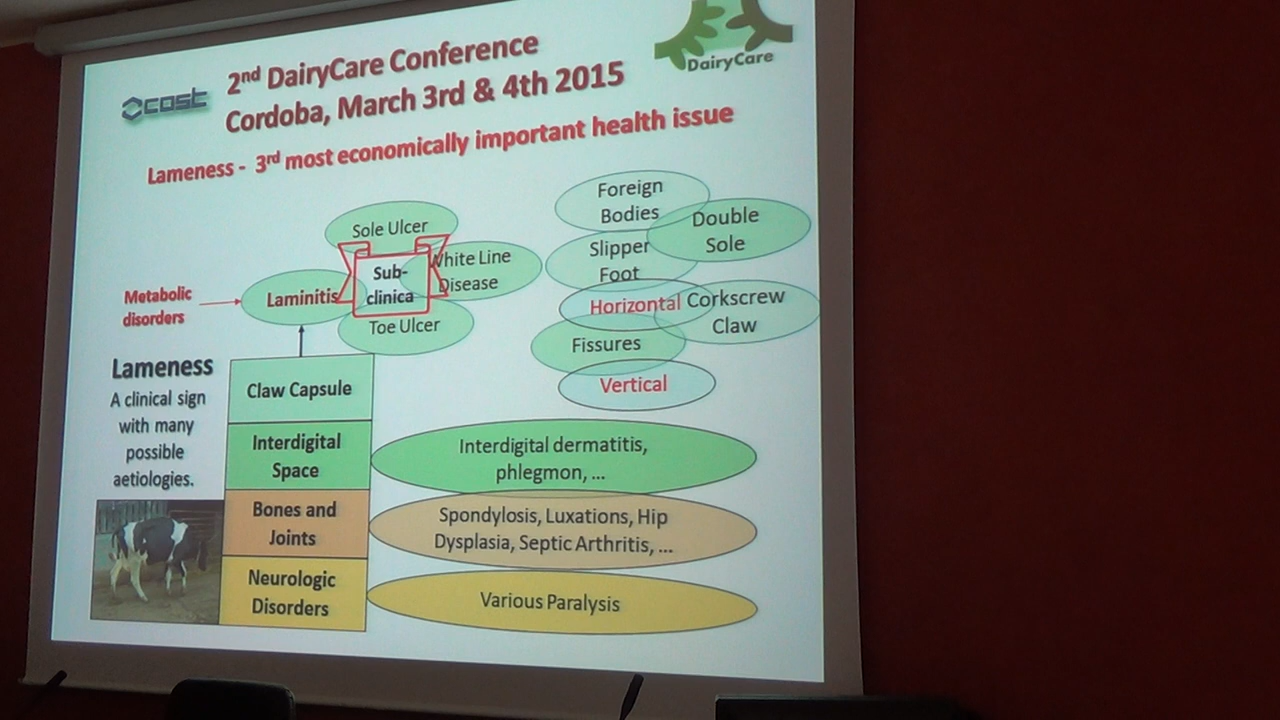 cost
2nd DairyCare Conference
Cordoba, March 3rd & 4th 2015
DairyCare
Lameness - 3rd most economically important health issue
Foreign
Bodies
Double
Sole
Slipper
Foot
Horizontal
Corkscrew
Claw
Fissures
Vertical
Sole Ulcer
White Line
Disease
Sub-
clinica
Laminitis
Toe Ulcer
Metabolic
disorders
Lameness
A clinical sign
with many
possible
aetiologies.
Claw Capsule
Interdigital
Space
Interdigital dermatitis,
phlegmon, ...
Bones and
Joints
Spondylosis, Luxations, Hip
Dysplasia, Septic Arthritis, ...
Neurologic
Disorders
Various Paralysis